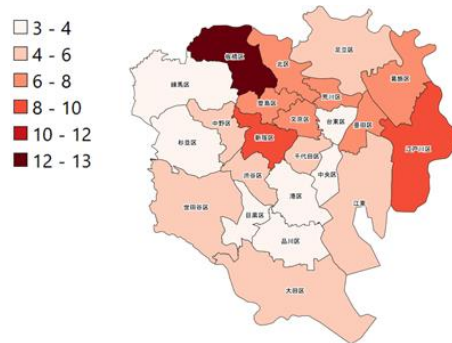 3 - 4
4 - 6
6 - 8
8 - 10
10 - 12
12 - 13
板橋区
北区
足立区
練馬区
葛飾区
荒川区
豊島区
中野区
文京区
台東区
墨田区
杉並区
新宿区
江戸川区
千代田区
渋谷区
中央区
世田谷区
港区
江東
目黒区
品川区
大田区